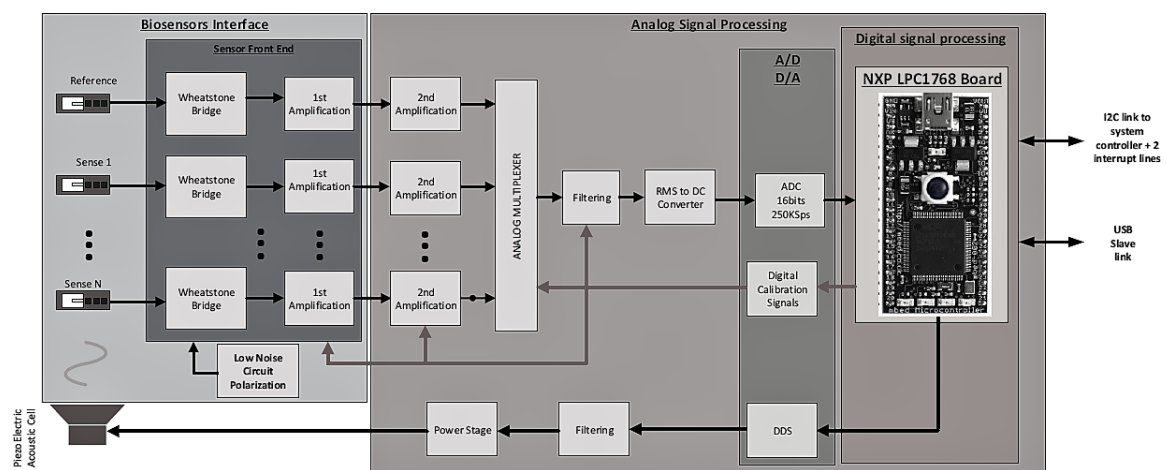 Biosensors Interface
Analog Signal Processing
Sensor Front End
Digital signal processing
A/D
D/A
NXP LPC1768 Board
Reference
Wheatstone
Bridge
1st
Amplification
2nd
Amplification
Sense 1
Wheatstone
Bridge
1st
Amplification
2nd
Amplification
Sense N
Wheatstone
Bridge
1st
Amplification
2nd
Amplification
ANALOG MULTIPLEXER
Filtering
RMS to DC
Converter
ADC
16bits
250KSps
Digital
Calibration
Signals
mbed Microcontroller
I2C link to
system
controller + 2
interrupt lines
USB
Slave
link
Low Noise
Circuit
Polarization
Piezo Electric
Acoustic Cell
Power Stage
Filtering
DDS